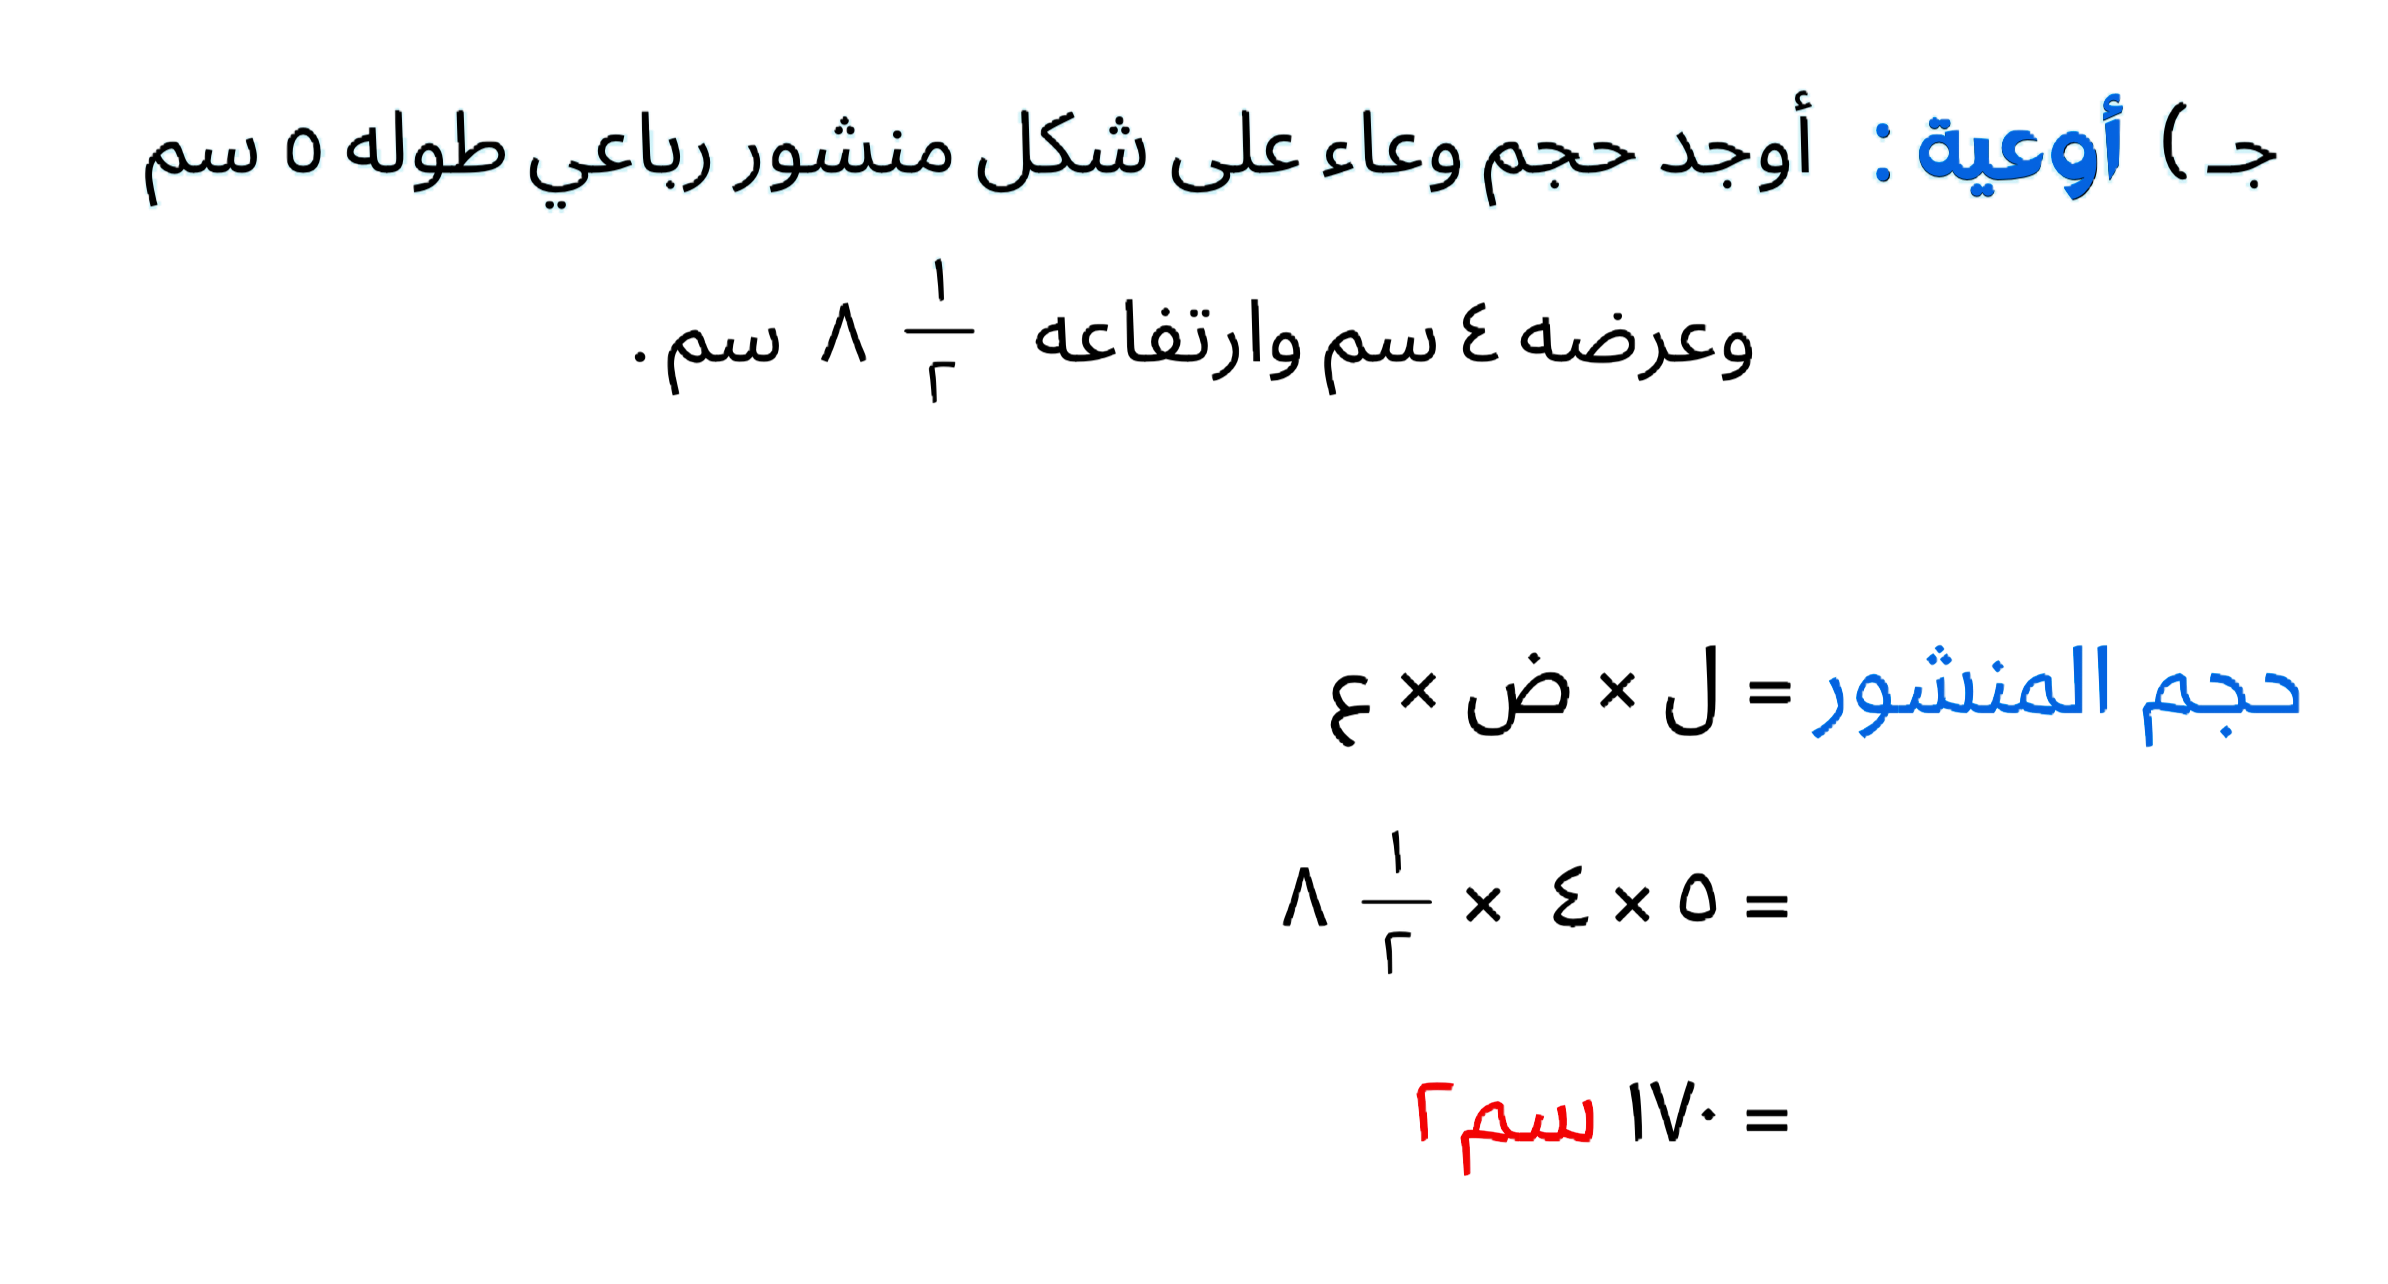 جـ) أوعية : أوجد حجم وعاء على شكل منشور رباعي طوله ٥ سم
وعرضه ٤ سم وارتفاعه ٨ ١/٢ سم .
حجم المنشور = ل × ض × ع
= ٥ × ٤ × ٨ ١/٢
= ١٧٠ سم٢